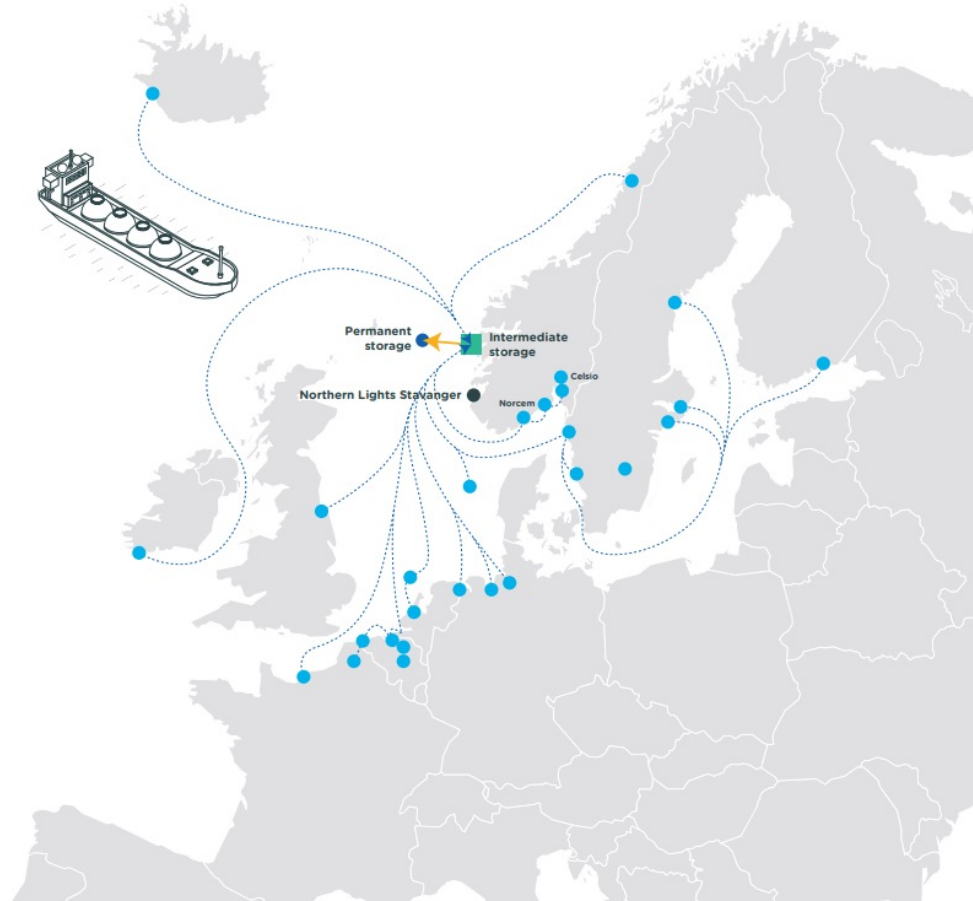 Permanent
storage
Intermediate
storage
Northern Lights Stavanger
Celsio
Norcem